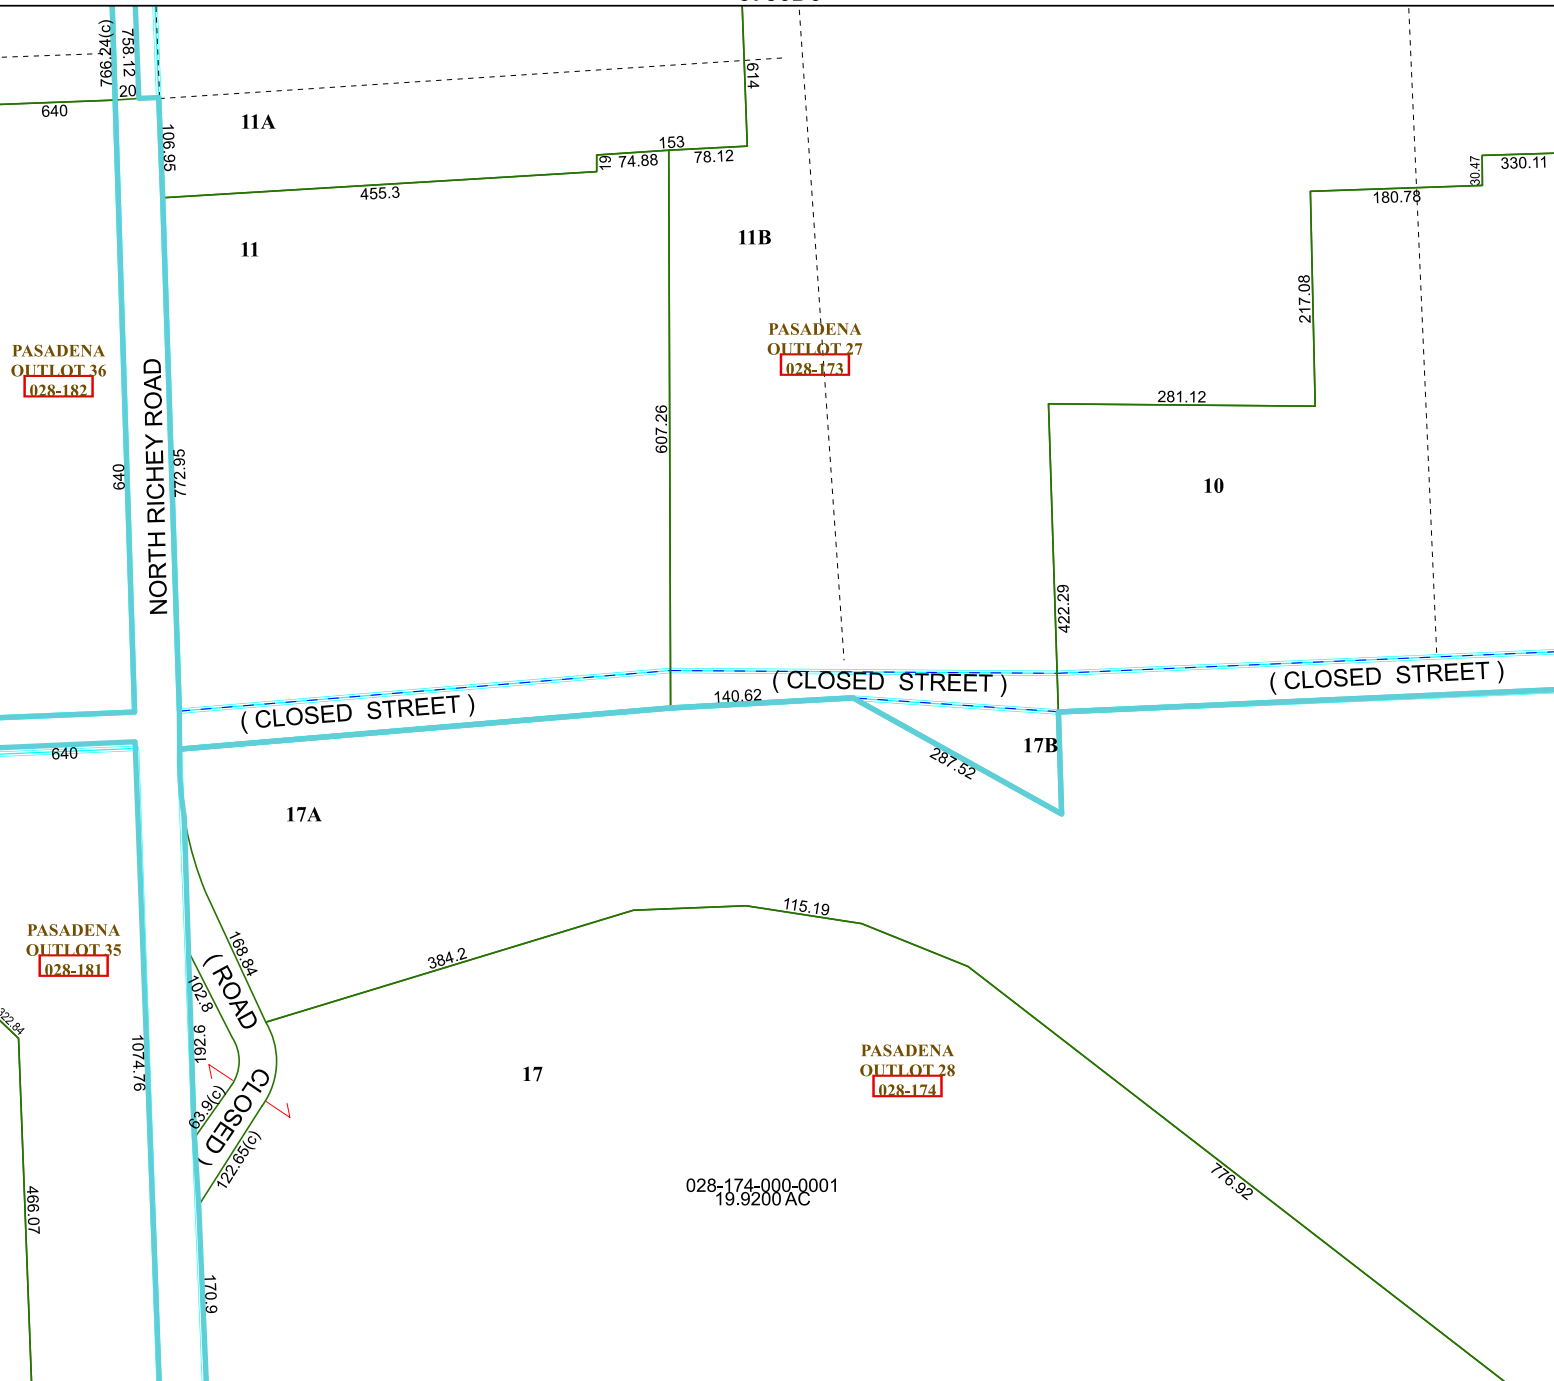 766.24(c)
758.12
20
640
106.95
11A
614
153
19
74.88
78.12
455.3
30.47
330.11
180.78
11
11B
217.08
PASADENA
OUTLOT 27
028-173
PASADENA
OUTLOT 36
028-182
NORTH RICHEY ROAD
640
772.95
607.26
281.12
10
422.29
( CLOSED STREET )
( CLOSED STREET )
( CLOSED STREET )
140.62
640
287.52
17B
17A
PASADENA
OUTLOT 35
028-181
168.84
102.8
( ROAD
CLOSED )
384.2
115.19
322.84
1074.76
192.6
63.9(c)
122.65(c)
17
PASADENA
OUTLOT 28
028-174
028-174-000-0001
19.9200 AC
776.92
466.07
170.9